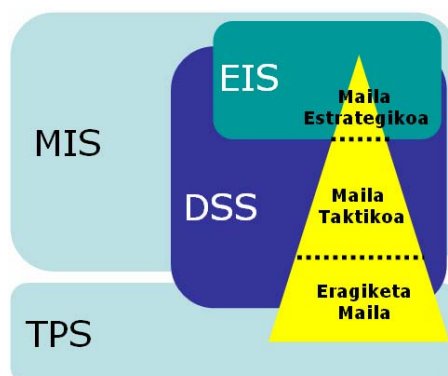 EIS
Maila
Estrategikoa
MIS
DSS
Maila
Taktikoa
Eragiketa
Maila
TPS